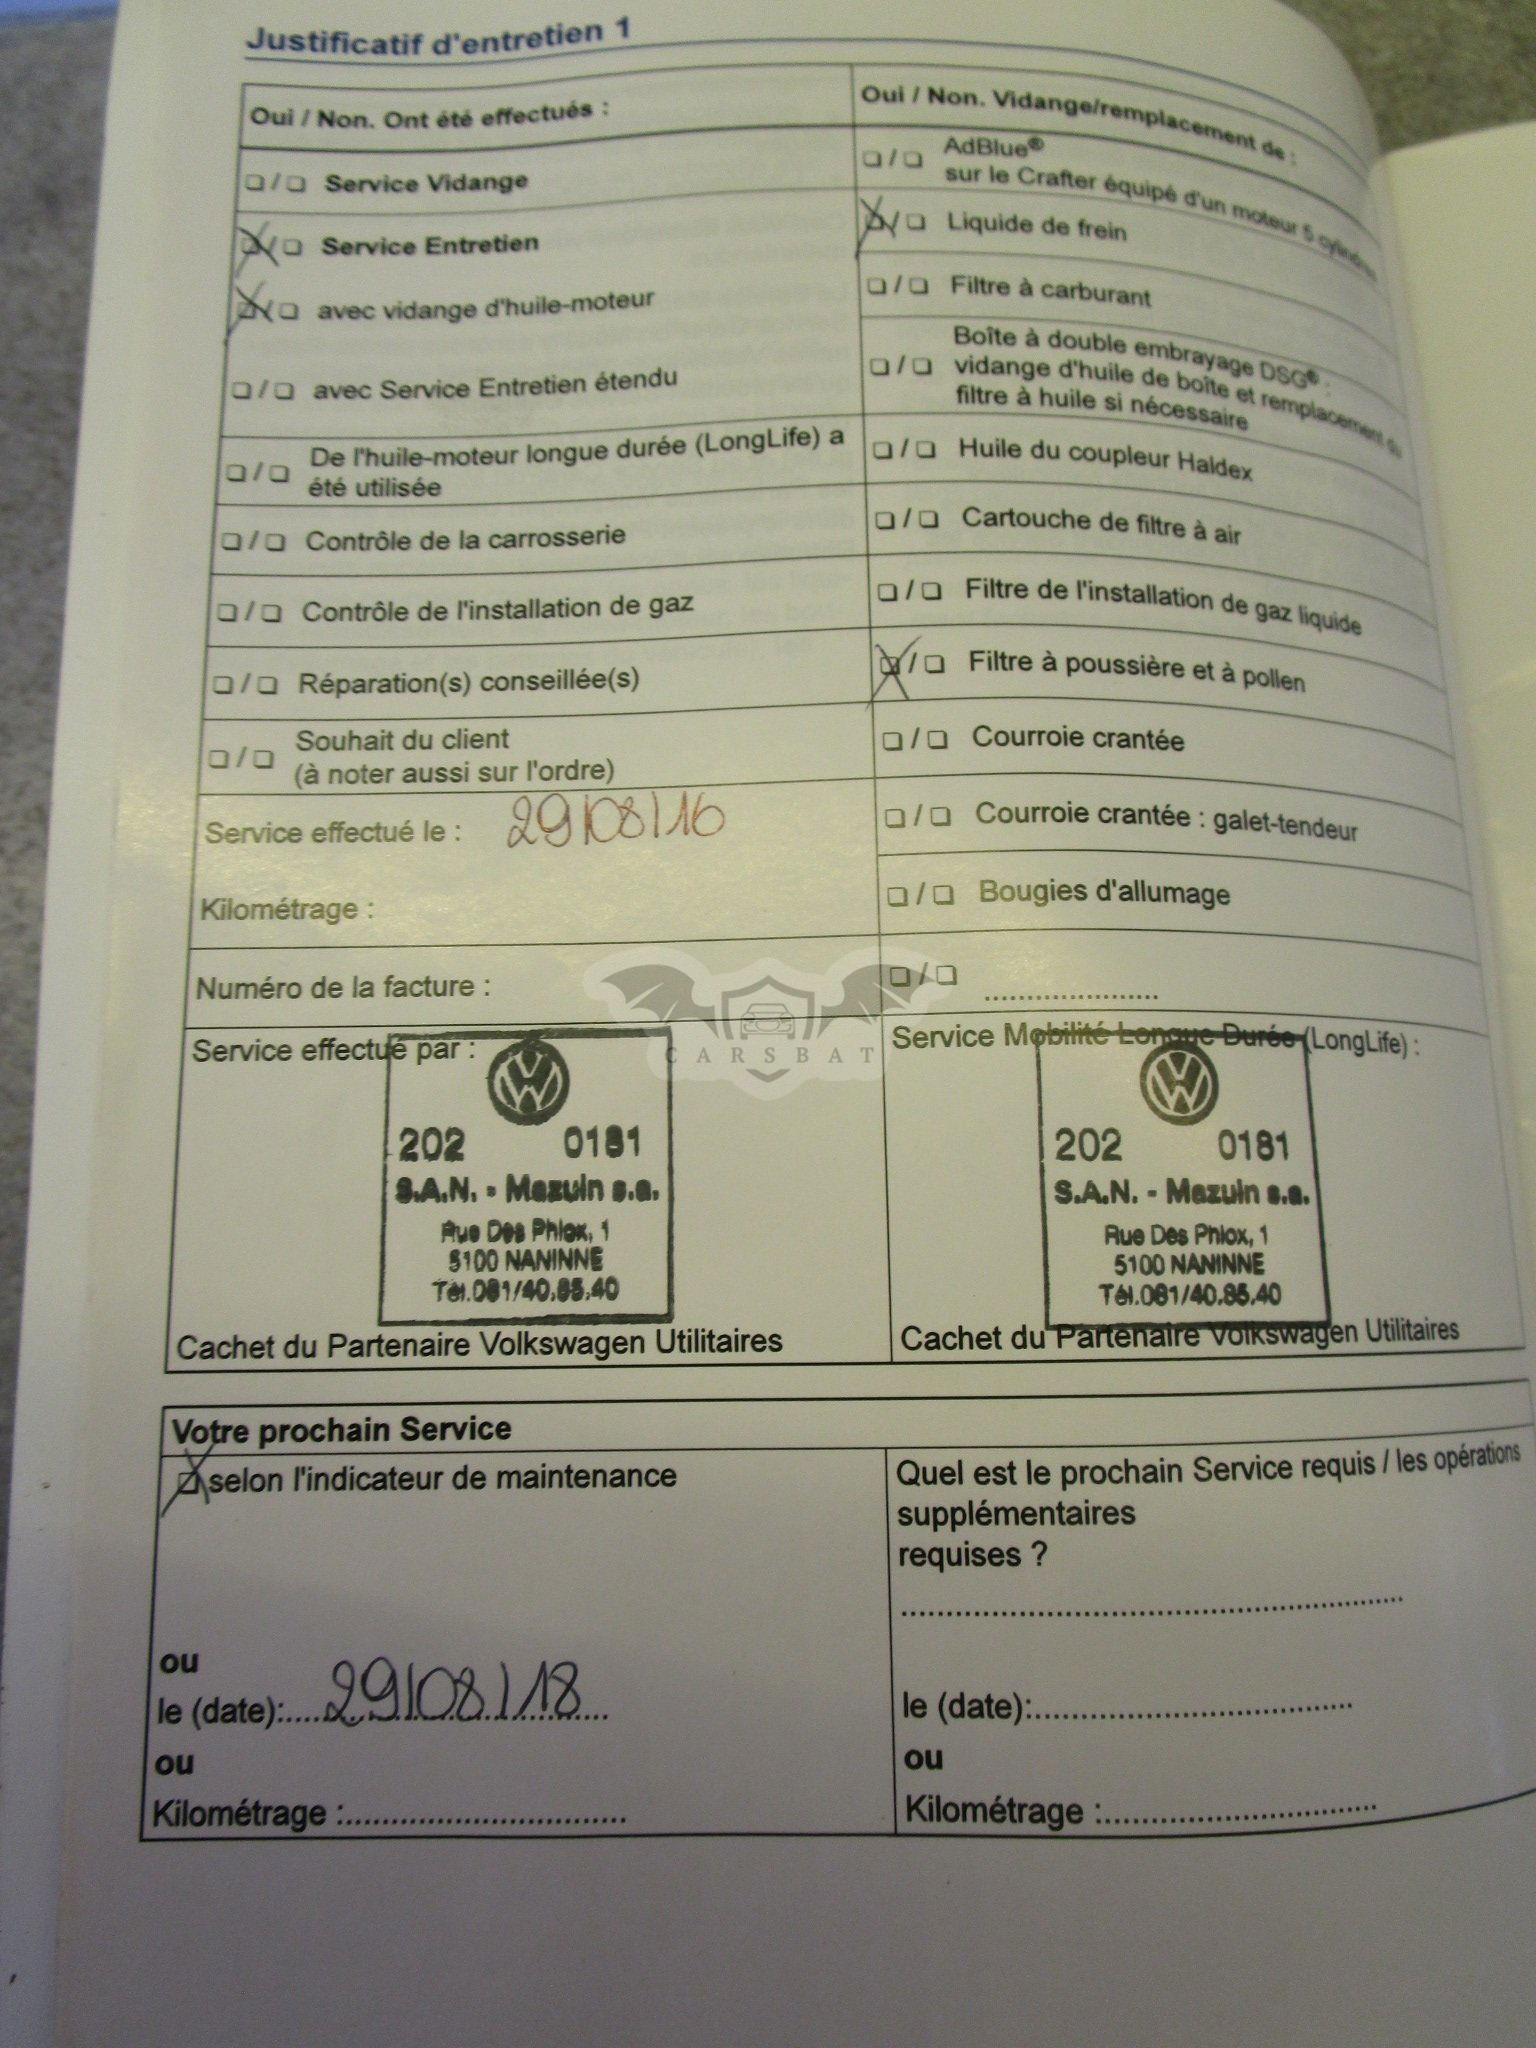 Justificatif d'entretien 1
Oui / Non. Ont été effectués :
❑ / ❑ Service Vidange
❑ / ❑ Service Entretien
❑ / ❑ avec vidange d'huile-moteur
❑ / ❑ avec Service Entretien étendu
❑ / ❑ De l'huile-moteur longue durée (LongLife) a
été utilisée
❑ / ❑ Contrôle de la carrosserie
❑ / ❑ Contrôle de l'installation de gaz
❑ / ❑ Réparation(s) conseillée(s)
❑ / ❑ Souhait du client
(à noter aussi sur l'ordre)
Service effectué le : 29/08/16
Kilométrage :
Numéro de la facture :
Service effectué par :
202 0181
S.A.N. - Mazuin s.a.
Rue Des Phlox, 1
5100 NANINNE
Tél.081/40.85.40
Cachet du Partenaire Volkswagen Utilitaires
Oui / Non. Vidange/remplacement de :
❑ / ❑ AdBlue®
sur le Crafter équipé d'un moteur 5 cylindres
❑ / ❑ Liquide de frein
❑ / ❑ Filtre à carburant
❑ / ❑ Boîte à double embrayage DSG® :
vidange d'huile de boîte et remplacement du
filtre à huile si nécessaire
❑ / ❑ Huile du coupleur Haldex
❑ / ❑ Cartouche de filtre à air
❑ / ❑ Filtre de l'installation de gaz liquide
❑ / ❑ Filtre à poussière et à pollen
❑ / ❑ Courroie crantée
❑ / ❑ Courroie crantée : galet-tendeur
❑ / ❑ Bougies d'allumage
❑ / ❑ ......................
CARSBAT
Service Mobilité Longue Durée (LongLife) :
202 0181
S.A.N. - Mazuin s.a.
Rue Des Phlox, 1
5100 NANINNE
Tél.081/40.85.40
Cachet du Partenaire Volkswagen Utilitaires
Votre prochain Service
❑ selon l'indicateur de maintenance
ou
le (date): 29/08/18
ou
Kilométrage :...............................
Quel est le prochain Service requis / les opérations
supplémentaires
requises ?
.......................................................
le (date):...................................
ou
Kilométrage :..............................